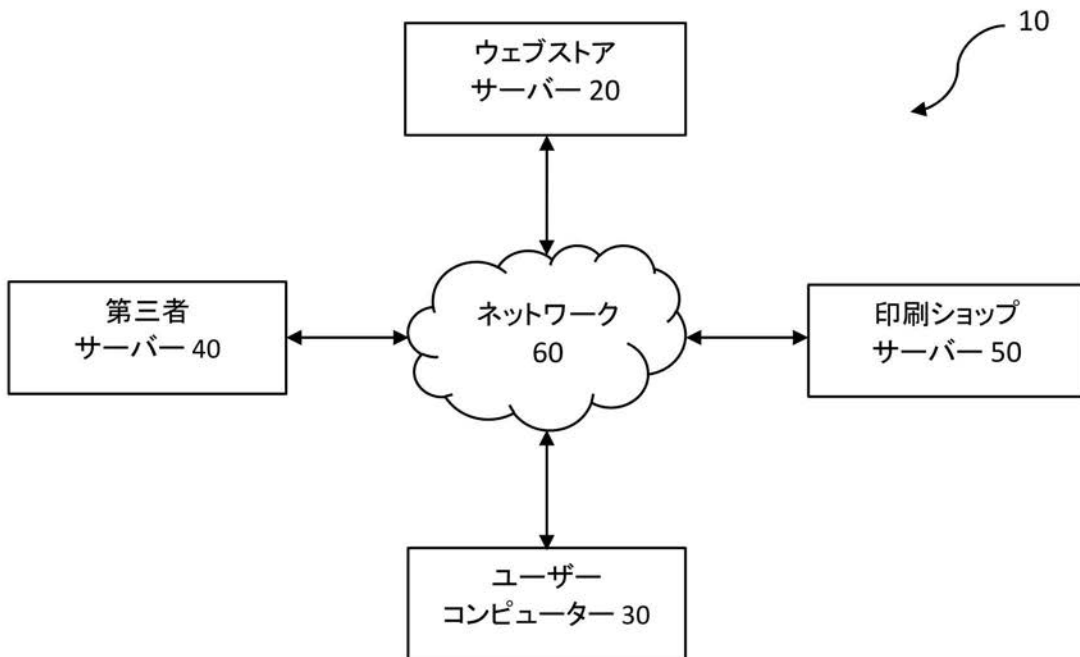 10
ウェブストア
サーバー 20
第三者
サーバー 40
ネットワーク
60
印刷ショップ
サーバー 50
ユーザー
コンピューター 30